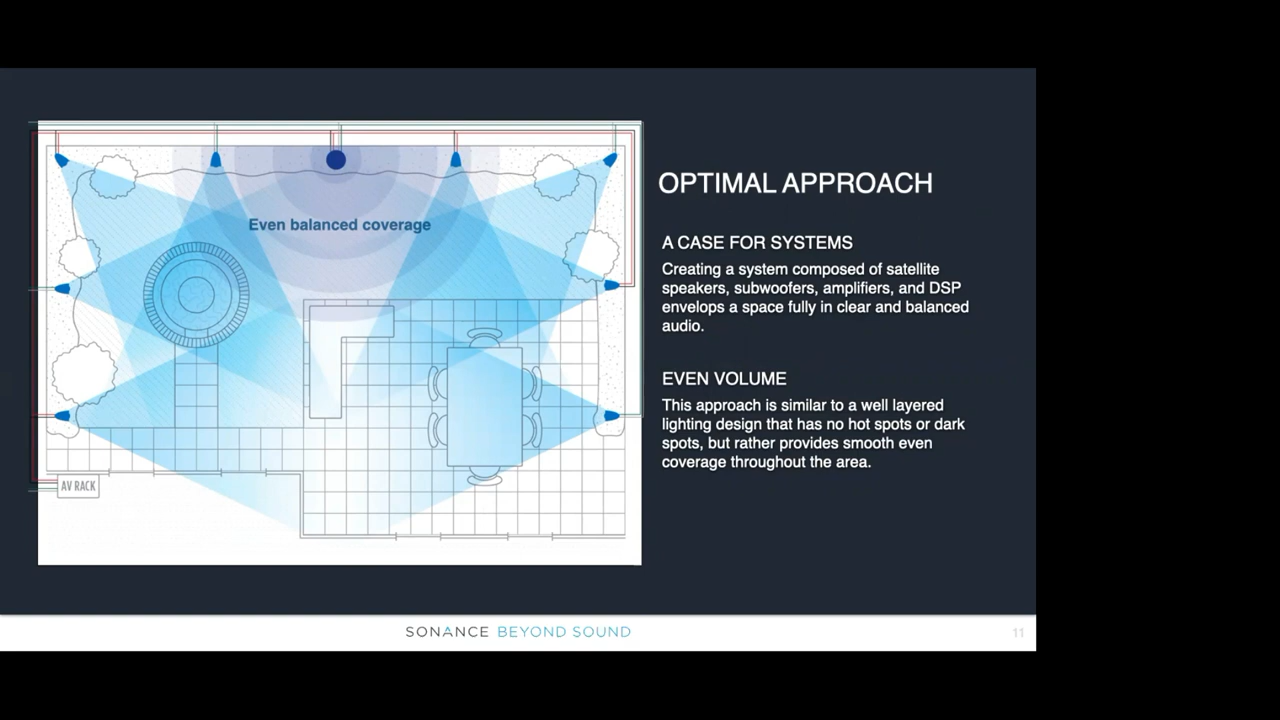 Even balanced coverage
AV RACK
OPTIMAL APPROACH
A CASE FOR SYSTEMS
Creating a system composed of satellite
speakers, subwoofers, amplifiers, and DSP
envelops a space fully in clear and balanced
audio.
EVEN VOLUME
This approach is similar to a well layered
lighting design that has no hot spots or dark
spots, but rather provides smooth even
coverage throughout the area.
SONANCE BEYOND SOUND
11